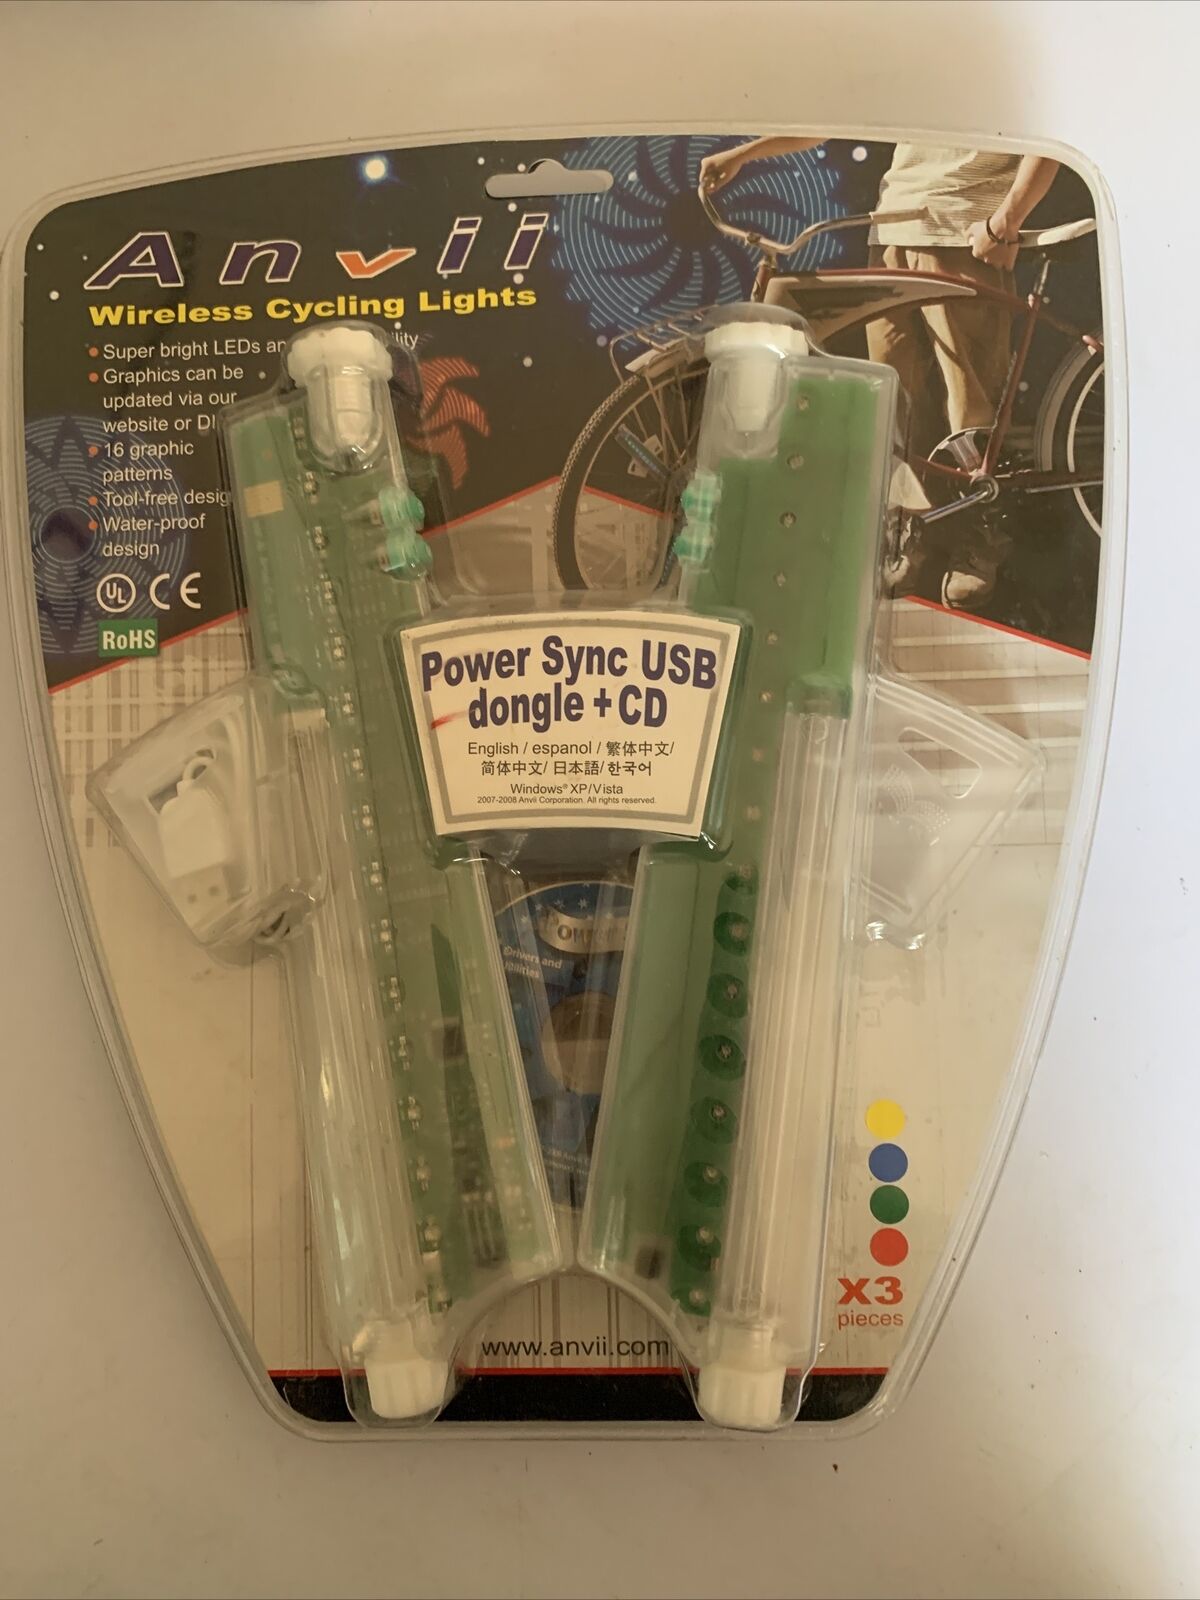 Anvii
Wireless Cycling Lights
• Super bright LEDs
• Graphics can be
updated via our
website or
• 16 graphic
patterns
• Tool-free
• Water-proof
design
UL CE
RoHS
Power Sync USB
dongle + CD
English / espanol / 繁体中文/
简体中文/ 日本語/ 한국어
Windows® XP/Vista
2007-2008 Anvii Corporation. All rights reserved.
Drivers and
X3
pieces
www.anvii.com